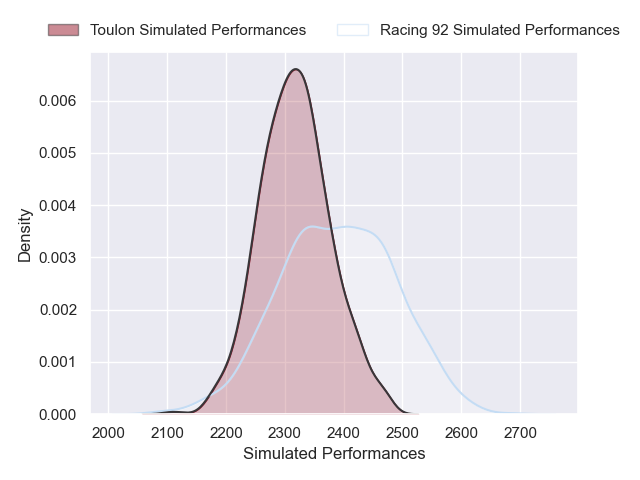 Toulon Simulated Performances
Racing 92 Simulated Performances
0.006
0.005
0.004
0.003
0.002
0.001
0.000
Density
2000 2100 2200 2300 2400 2500 2600 2700
Simulated Performances